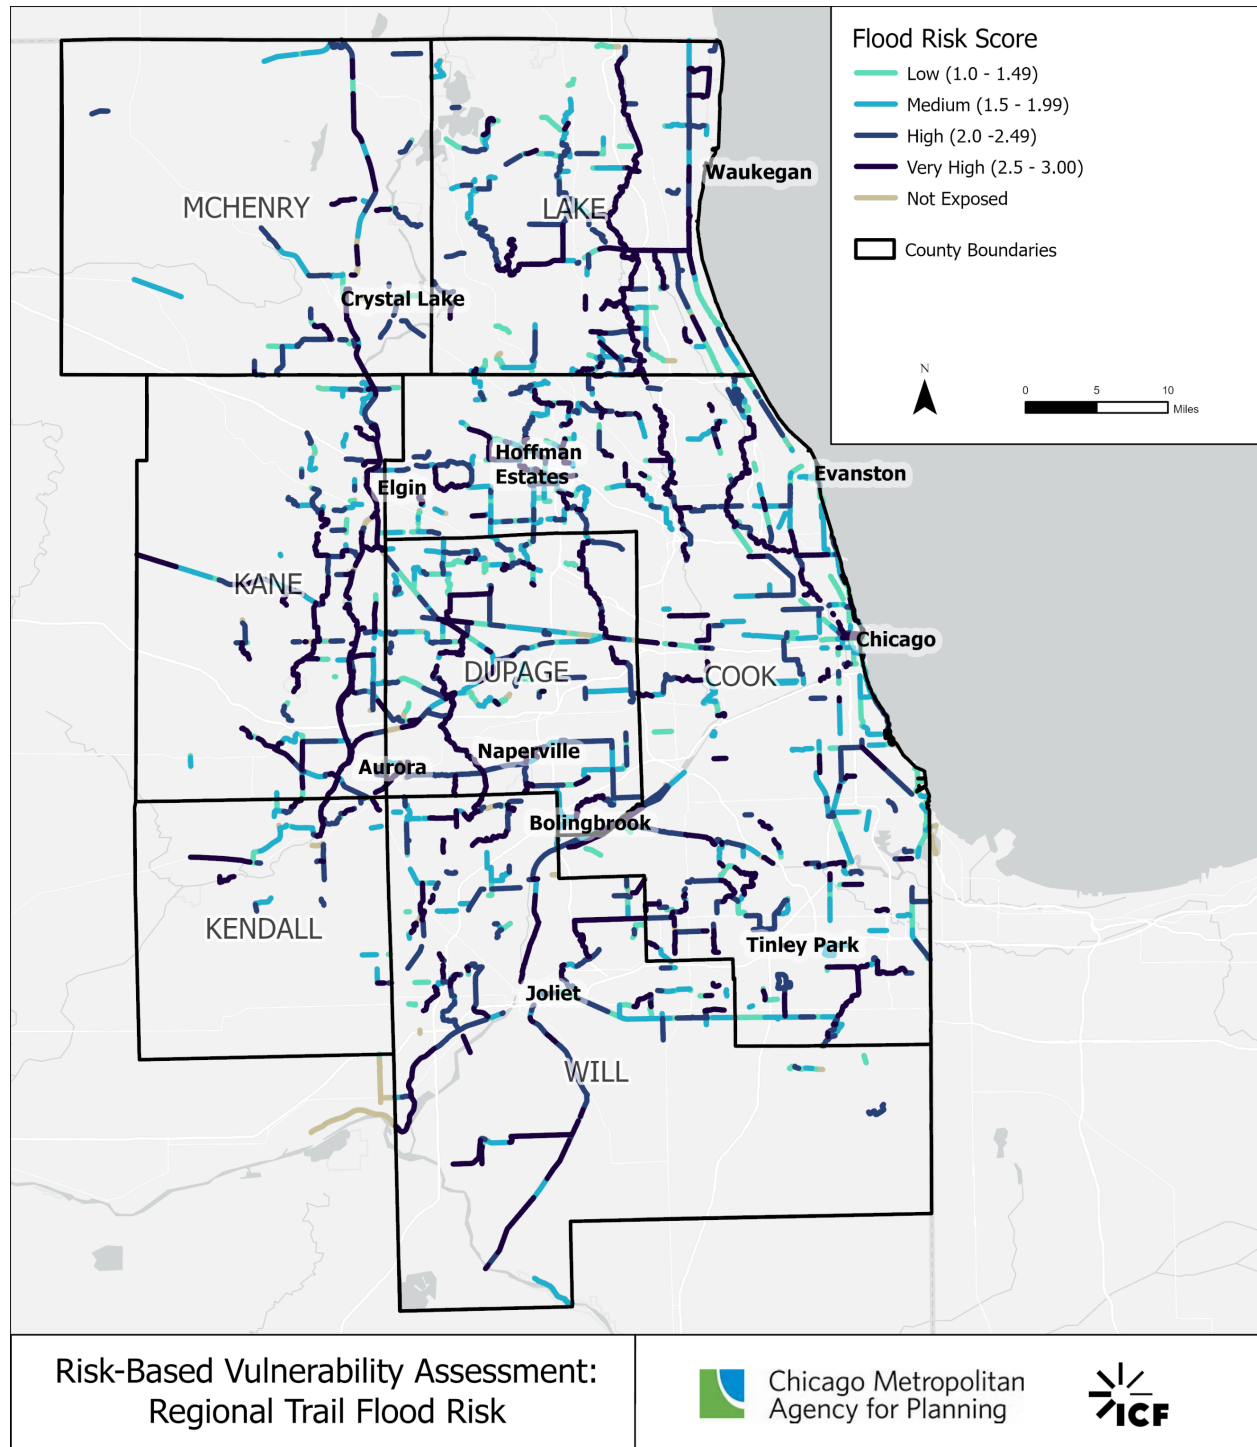 Flood Risk Score
Low (1.0 - 1.49)
Medium (1.5 - 1.99)
High (2.0 -2.49)
Very High (2.5 - 3.00)
Not Exposed
County Boundaries
N
0 5 10
Miles
Waukegan
MCHENRY
LAKE
Crystal Lake
Hoffman
Estates
Evanston
Elgin
KANE
Chicago
DUPAGE
COOK
Naperville
Aurora
Bolingbrook
KENDALL
Tinley Park
Joliet
WILL
Risk-Based Vulnerability Assessment:
Regional Trail Flood Risk
Chicago Metropolitan
Agency for Planning
ICF